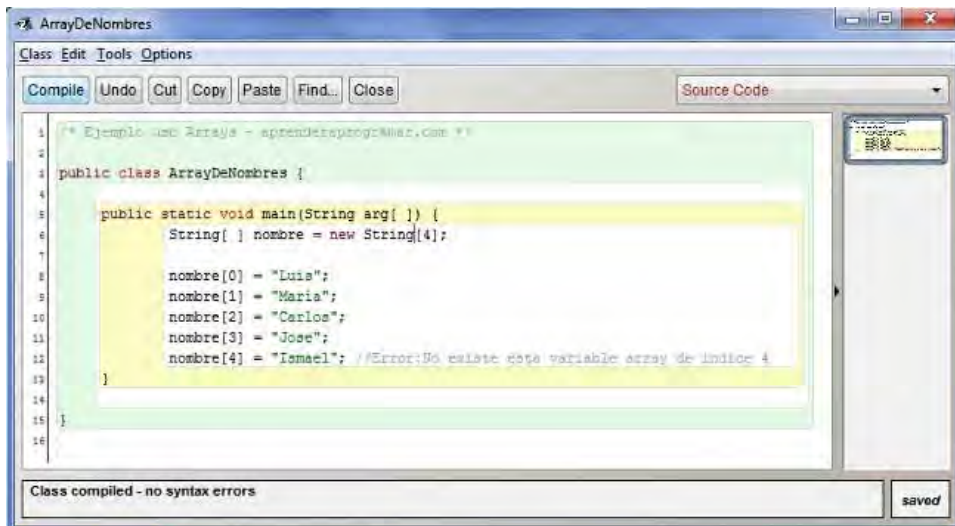 ArrayDeNombres
Class Edit Tools Options
Compile Undo Cut Copy Paste Find... Close Source Code
1 /* Ejemplo uso Arrays - aprenderaprogramar.com */
2
3 public class ArrayDeNombres {
4
5 public static void main(String arg[ ]) {
6 String[ ] nombre = new String[4];
7
8 nombre[0] = "Luis";
9 nombre[1] = "Maria";
10 nombre[2] = "Carlos";
11 nombre[3] = "Jose";
12 nombre[4] = "Ismael"; //Error:No existe esta variable array de indice 4
13 }
14
15 }
16
Class compiled - no syntax errors
saved